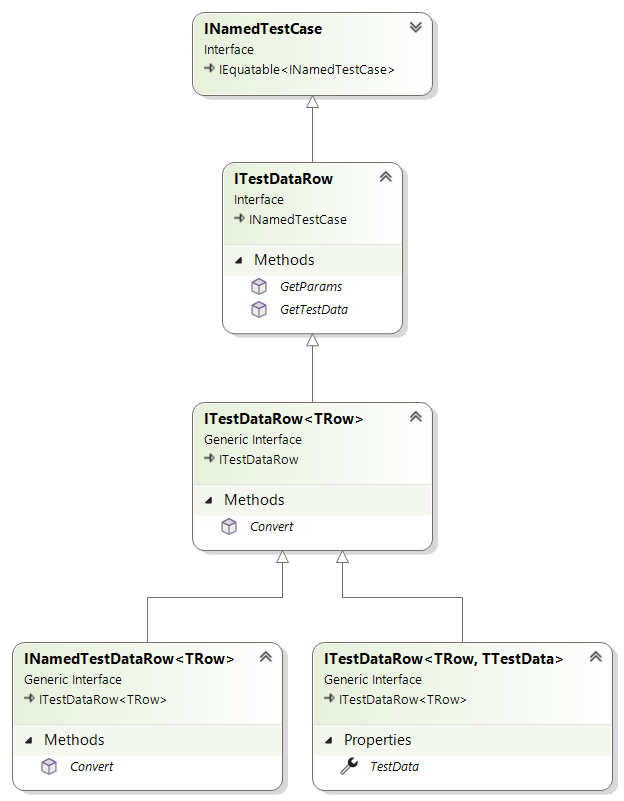 INamedTestCase
Interface
IEquatable<INamedTestCase>
ITestDataRow
Interface
INamedTestCase
Methods
GetParams
GetTestData
ITestDataRow<TRow>
Generic Interface
ITestDataRow
Methods
Convert
INamedTestDataRow<TRow>
Generic Interface
ITestDataRow<TRow>
Methods
Convert
ITestDataRow<TRow, TTestData>
Generic Interface
ITestDataRow<TRow>
Properties
TestData